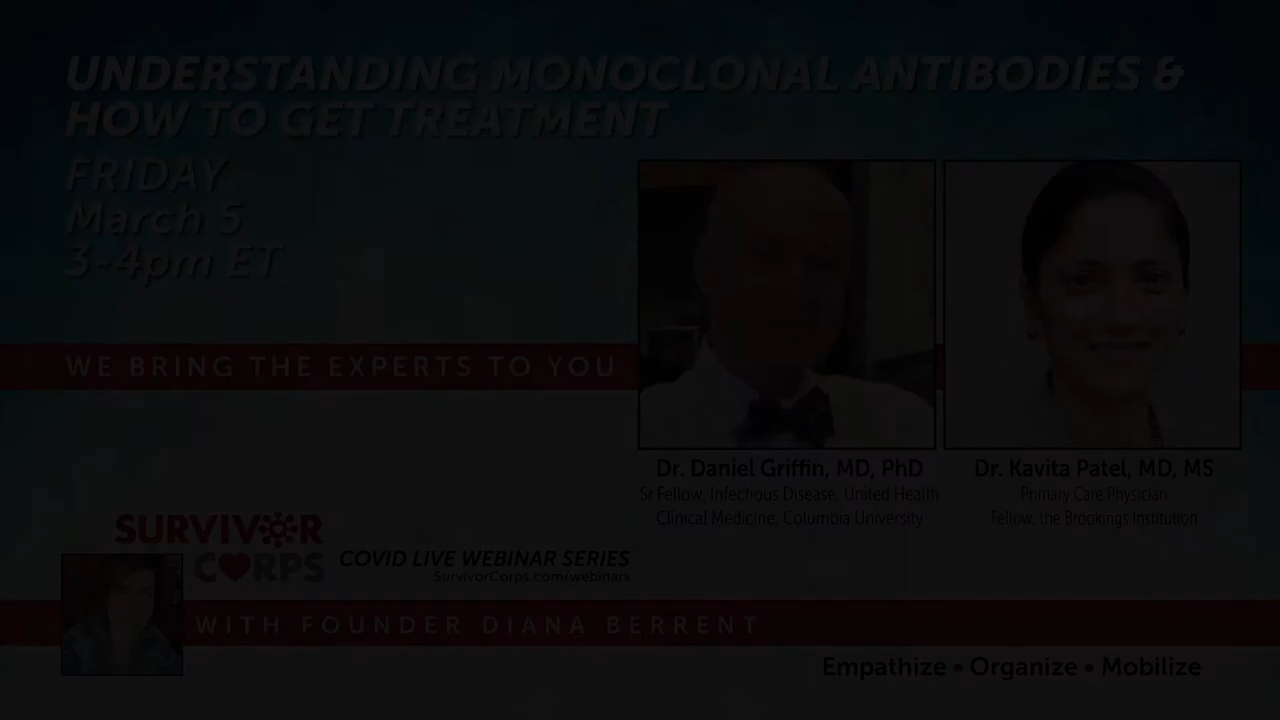 UNDERSTANDING MONOCLONAL ANTIBODIES &
HOW TO GET TREATMENT
FRIDAY
March 5
3-4pm ET
WE BRING THE EXPERTS TO YOU
Dr. Daniel Griffin, MD, PhD
Sr Fellow, Infectious Disease, United Health
Clinical Medicine, Columbia University
Dr. Kavita Patel, MD, MS
Primary Care Physician
Fellow, the Brookings Institution
SURVIVOR
CORPS
COVID LIVE WEBINAR SERIES
SurvivorCorps.com/webinars
WITH FOUNDER DIANA BERRENT
Empathize • Organize • Mobilize